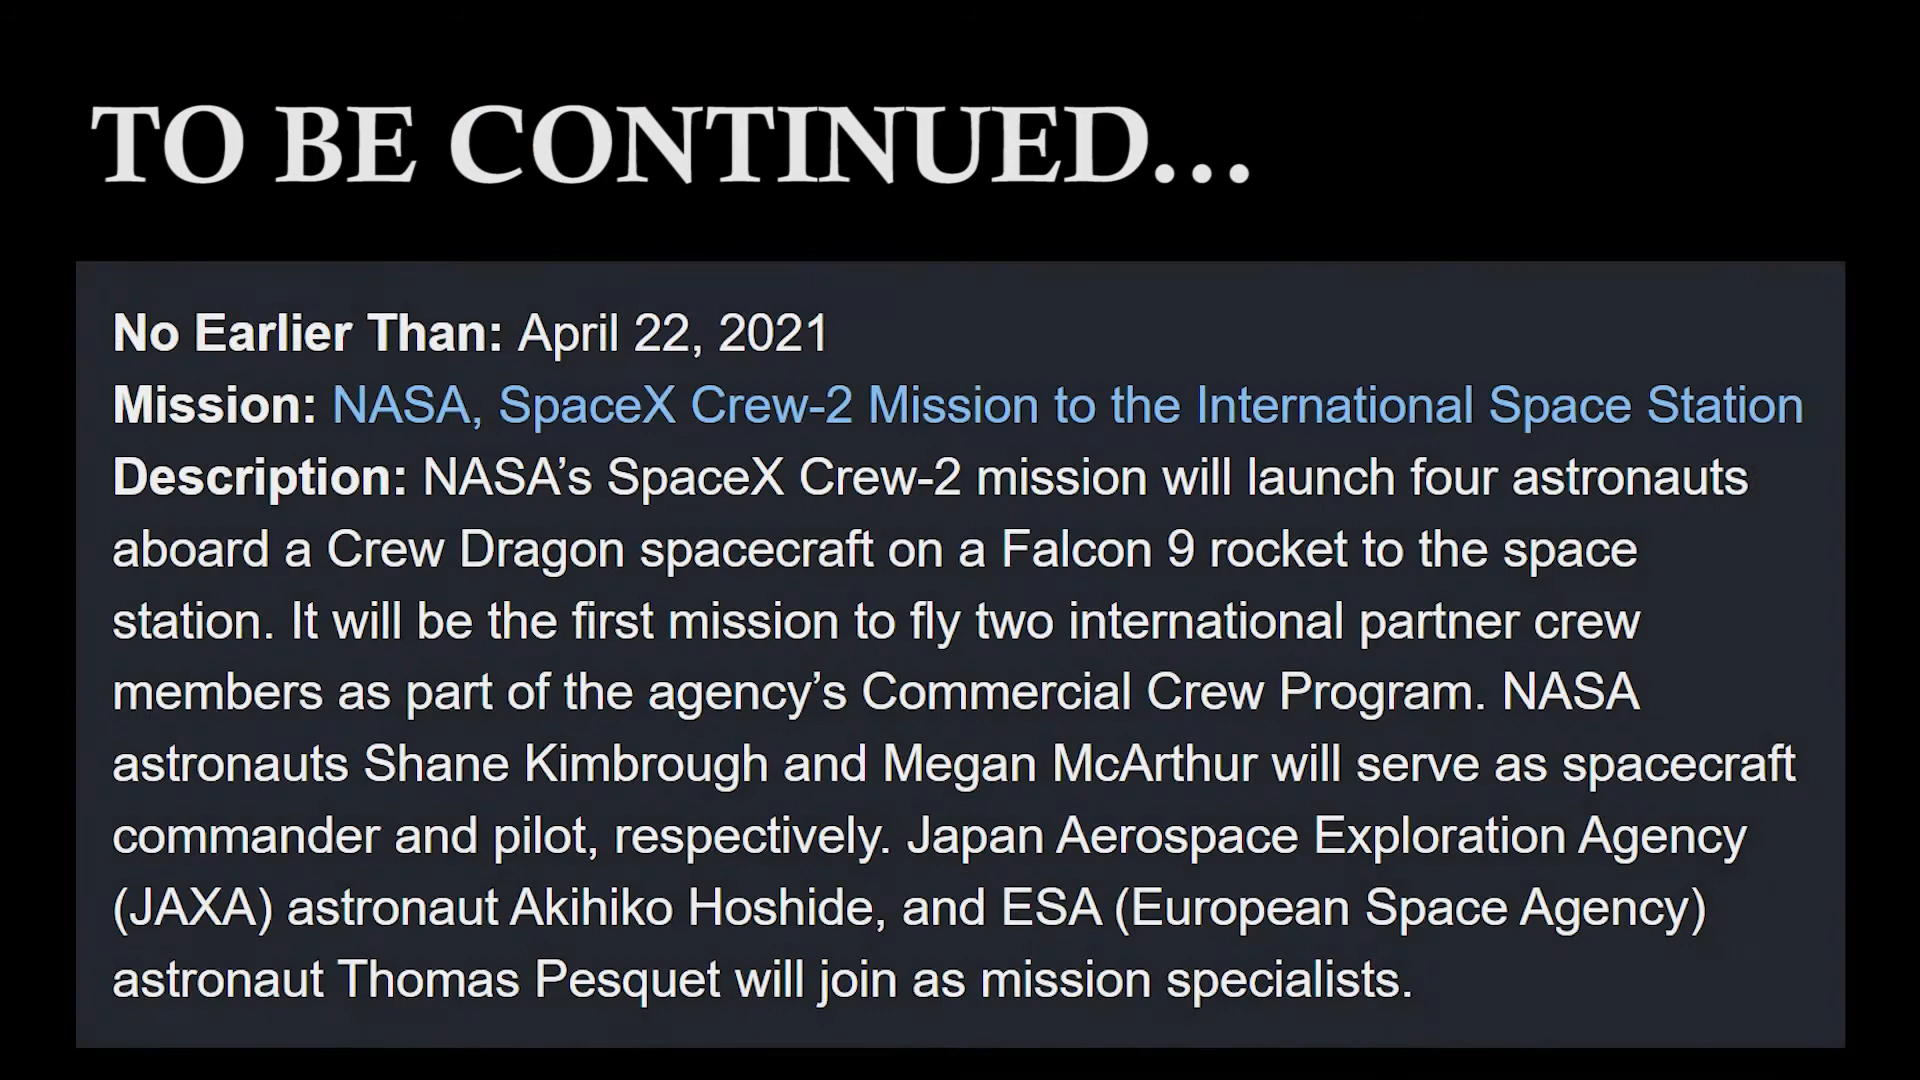 TO BE CONTINUED...
No Earlier Than: April 22, 2021
Mission: NASA, SpaceX Crew-2 Mission to the International Space Station
Description: NASA’s SpaceX Crew-2 mission will launch four astronauts
aboard a Crew Dragon spacecraft on a Falcon 9 rocket to the space
station. It will be the first mission to fly two international partner crew
members as part of the agency’s Commercial Crew Program. NASA
astronauts Shane Kimbrough and Megan McArthur will serve as spacecraft
commander and pilot, respectively. Japan Aerospace Exploration Agency
(JAXA) astronaut Akihiko Hoshide, and ESA (European Space Agency)
astronaut Thomas Pesquet will join as mission specialists.